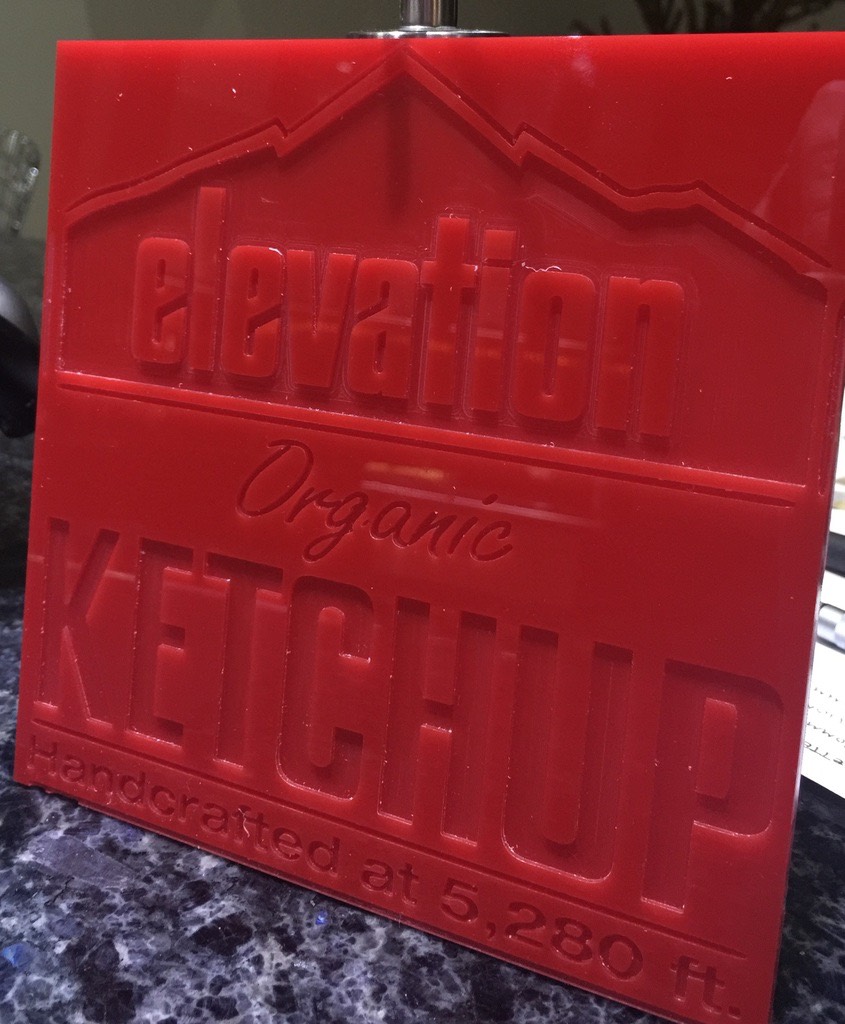 elevation
Organic
KETCHUP
Handcrafted at 5,280 ft.